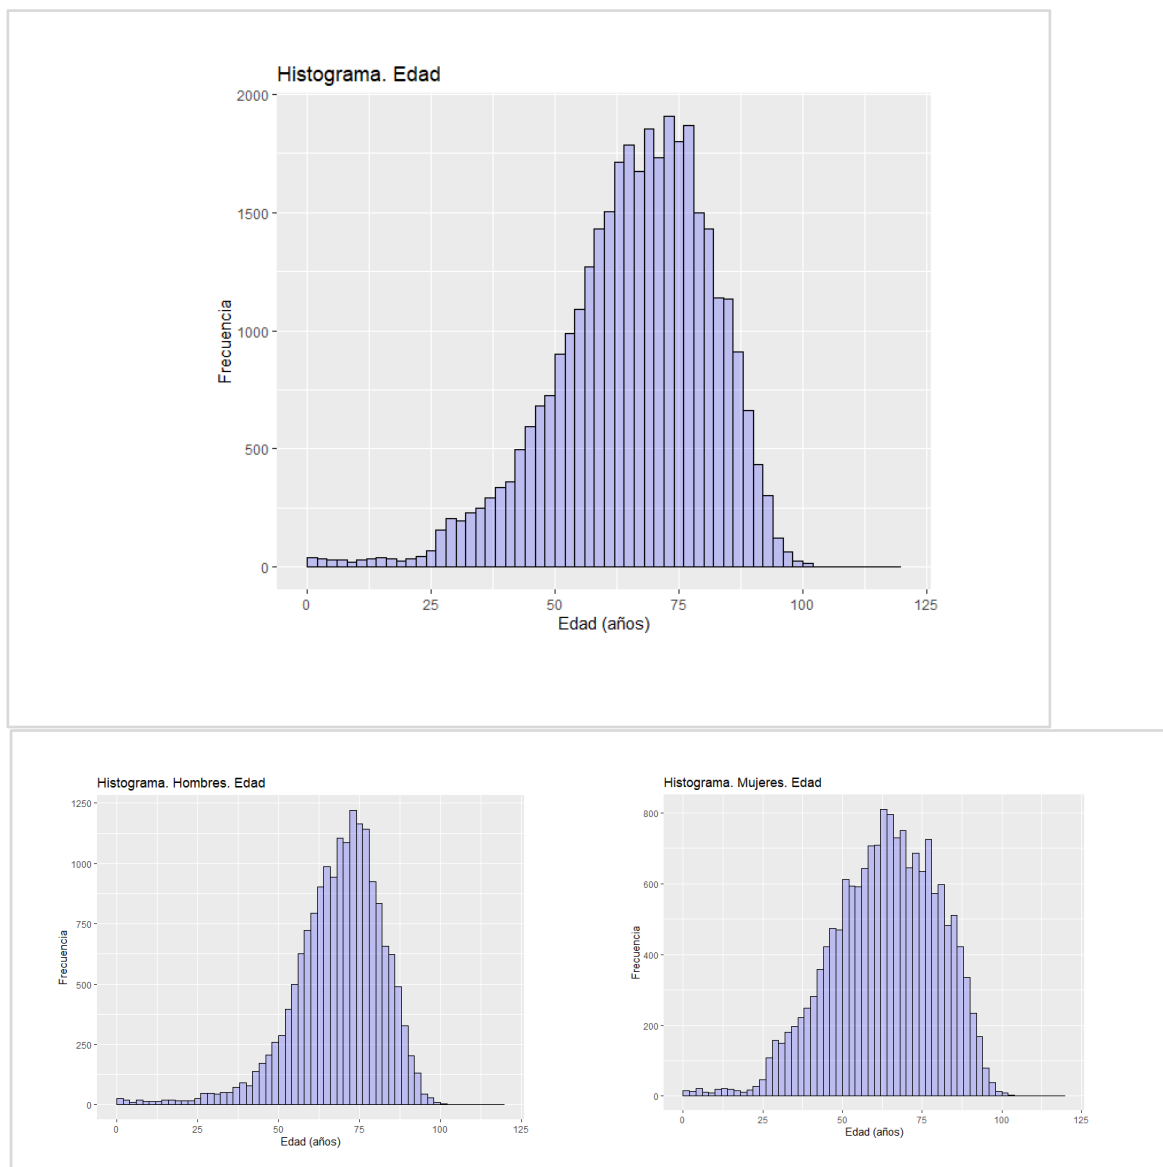 Histograma. Edad
2000
1500
1000
500
0
Frecuencia
0 25 50 75 100 125
Edad (años)
Histograma. Hombres. Edad
1250
1000
750
500
250
0
Frecuencia
0 25 50 75 100 125
Edad (años)
Histograma. Mujeres. Edad
800
600
400
200
0
Frecuencia
0 25 50 75 100 125
Edad (años)